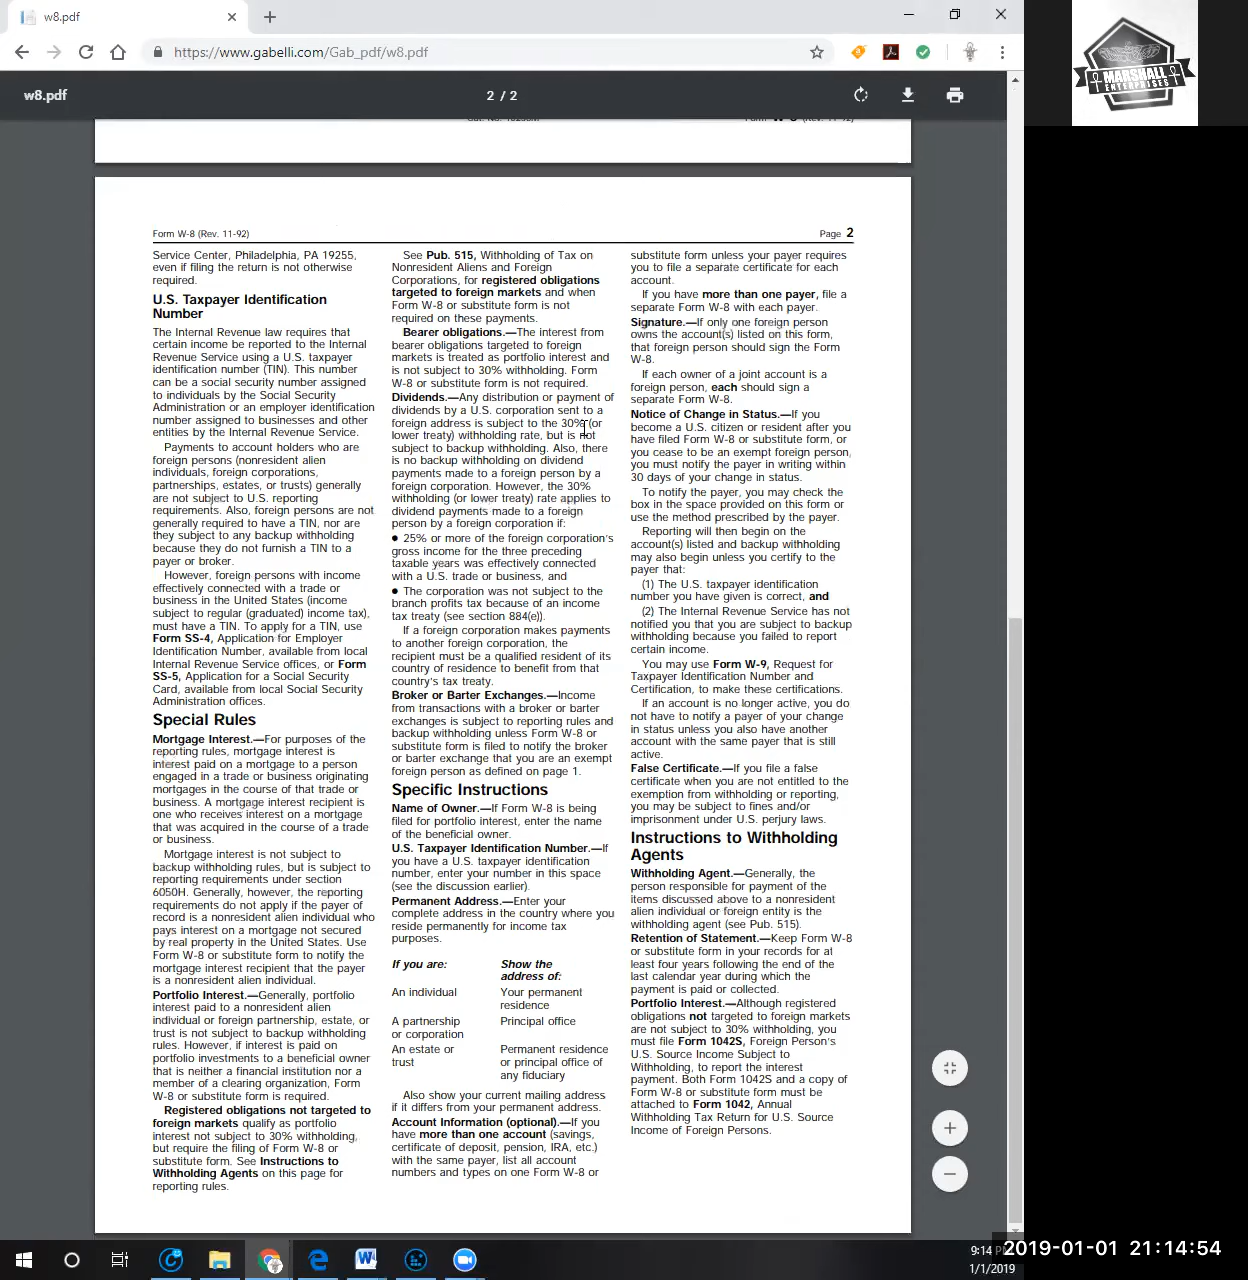 w8.pdf
https://www.gabelli.com/Gab_pdf/w8.pdf
MARSHALL
ENTERPRISES
w8.pdf
2 / 2
Form W-8 (Rev. 11-92)
Page 2
Service Center, Philadelphia, PA 19255,
even if filing the return is not otherwise
required.
U.S. Taxpayer Identification
Number
The Internal Revenue law requires that
certain income be reported to the Internal
Revenue Service using a U.S. taxpayer
identification number (TIN). This number
can be a social security number assigned
to individuals by the Social Security
Administration or an employer identification
number assigned to businesses and other
entities by the Internal Revenue Service.
Payments to account holders who are
foreign persons (nonresident alien
individuals, foreign corporations,
partnerships, estates, or trusts) generally
are not subject to U.S. reporting
requirements. Also, foreign persons are not
generally required to have a TIN, nor are
they subject to any backup withholding
because they do not furnish a TIN to a
payer or broker.
However, foreign persons with income
effectively connected with a trade or
business in the United States (income
subject to regular (graduated) income tax),
must have a TIN. To apply for a TIN, use
Form SS-4, Application for Employer
Identification Number, available from local
Internal Revenue Service offices, or Form
SS-5, Application for a Social Security
Card, available from local Social Security
Administration offices.
Special Rules
Mortgage Interest.—For purposes of the
reporting rules, mortgage interest is
interest paid on a mortgage to a person
engaged in a trade or business originating
mortgages in the course of that trade or
business. A mortgage interest recipient is
one who receives interest on a mortgage
that was acquired in the course of a trade
or business.
Mortgage interest is not subject to
backup withholding rules, but is subject to
reporting requirements under section
6050H. Generally, however, the reporting
requirements do not apply if the payer of
record is a nonresident alien individual who
pays interest on a mortgage not secured
by real property in the United States. Use
Form W-8 or substitute form to notify the
mortgage interest recipient that the payer
is a nonresident alien individual.
Portfolio Interest.—Generally, portfolio
interest paid to a nonresident alien
individual or foreign partnership, estate, or
trust is not subject to backup withholding
rules. However, if interest is paid on
portfolio investments to a beneficial owner
that is neither a financial institution nor a
member of a clearing organization, Form
W-8 or substitute form is required.
Registered obligations not targeted to
foreign markets qualify as portfolio
interest not subject to 30% withholding,
but require the filing of Form W-8 or
substitute form. See Instructions to
Withholding Agents on this page for
reporting rules.
See Pub. 515, Withholding of Tax on
Nonresident Aliens and Foreign
Corporations, for registered obligations
targeted to foreign markets and when
Form W-8 or substitute form is not
required on these payments.
Bearer obligations.—The interest from
bearer obligations targeted to foreign
markets is treated as portfolio interest and
is not subject to 30% withholding. Form
W-8 or substitute form is not required.
Dividends.—Any distribution or payment of
dividends by a U.S. corporation sent to a
foreign address is subject to the 30% (or
lower treaty) withholding rate, but is not
subject to backup withholding. Also, there
is no backup withholding on dividend
payments made to a foreign person by a
foreign corporation. However, the 30%
withholding (or lower treaty) rate applies to
dividend payments made to a foreign
person by a foreign corporation if:
● 25% or more of the foreign corporation's
gross income for the three preceding
taxable years was effectively connected
with a U.S. trade or business, and
● The corporation was not subject to the
branch profits tax because of an income
tax treaty (see section 884(e)).
If a foreign corporation makes payments
to another foreign corporation, the
recipient must be a qualified resident of its
country of residence to benefit from that
country's tax treaty.
Broker or Barter Exchanges.—Income
from transactions with a broker or barter
exchanges is subject to reporting rules and
backup withholding unless Form W-8 or
substitute form is filed to notify the broker
or barter exchange that you are an exempt
foreign person as defined on page 1.
Specific Instructions
Name of Owner.—If Form W-8 is being
filed for portfolio interest, enter the name
of the beneficial owner.
U.S. Taxpayer Identification Number.—If
you have a U.S. taxpayer identification
number, enter your number in this space
(see the discussion earlier).
Permanent Address.—Enter your
complete address in the country where you
reside permanently for income tax
purposes.
If you are: Show the
address of:
An individual Your permanent
residence
A partnership Principal office
or corporation
An estate or Permanent residence
trust or principal office of
any fiduciary
Also show your current mailing address
if it differs from your permanent address.
Account Information (optional).—If you
have more than one account (savings,
certificate of deposit, pension, IRA, etc.)
with the same payer, list all account
numbers and types on one Form W-8 or
substitute form unless your payer requires
you to file a separate certificate for each
account.
If you have more than one payer, file a
separate Form W-8 with each payer.
Signature.—If only one foreign person
owns the account(s) listed on this form,
that foreign person should sign the Form
W-8.
If each owner of a joint account is a
foreign person, each should sign a
separate Form W-8.
Notice of Change in Status.—If you
become a U.S. citizen or resident after you
have filed Form W-8 or substitute form, or
you cease to be an exempt foreign person,
you must notify the payer in writing within
30 days of your change in status.
To notify the payer, you may check the
box in the space provided on this form or
use the method prescribed by the payer.
Reporting will then begin on the
account(s) listed and backup withholding
may also begin unless you certify to the
payer that:
(1) The U.S. taxpayer identification
number you have given is correct, and
(2) The Internal Revenue Service has not
notified you that you are subject to backup
withholding because you failed to report
certain income.
You may use Form W-9, Request for
Taxpayer Identification Number and
Certification, to make these certifications.
If an account is no longer active, you do
not have to notify a payer of your change
in status unless you also have another
account with the same payer that is still
active.
False Certificate.—If you file a false
certificate when you are not entitled to the
exemption from withholding or reporting,
you may be subject to fines and/or
imprisonment under U.S. perjury laws.
Instructions to Withholding
Agents
Withholding Agent.—Generally, the
person responsible for payment of the
items discussed above to a nonresident
alien individual or foreign entity is the
withholding agent (see Pub. 515).
Retention of Statement.—Keep Form W-8
or substitute form in your records for at
least four years following the end of the
last calendar year during which the
payment is paid or collected.
Portfolio Interest.—Although registered
obligations not targeted to foreign markets
are not subject to 30% withholding, you
must file Form 1042S, Foreign Person's
U.S. Source Income Subject to
Withholding, to report the interest
payment. Both Form 1042S and a copy of
Form W-8 or substitute form must be
attached to Form 1042, Annual
Withholding Tax Return for U.S. Source
Income of Foreign Persons.
9:14 P
1/1/2019
2019-01-01 21:14:54